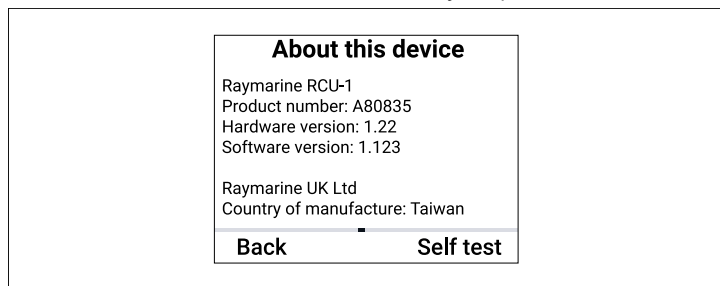 About this device
Raymarine RCU-1
Product number: A80835
Hardware version: 1.22
Software version: 1.123
Raymarine UK Ltd
Country of manufacture: Taiwan
Back Self test